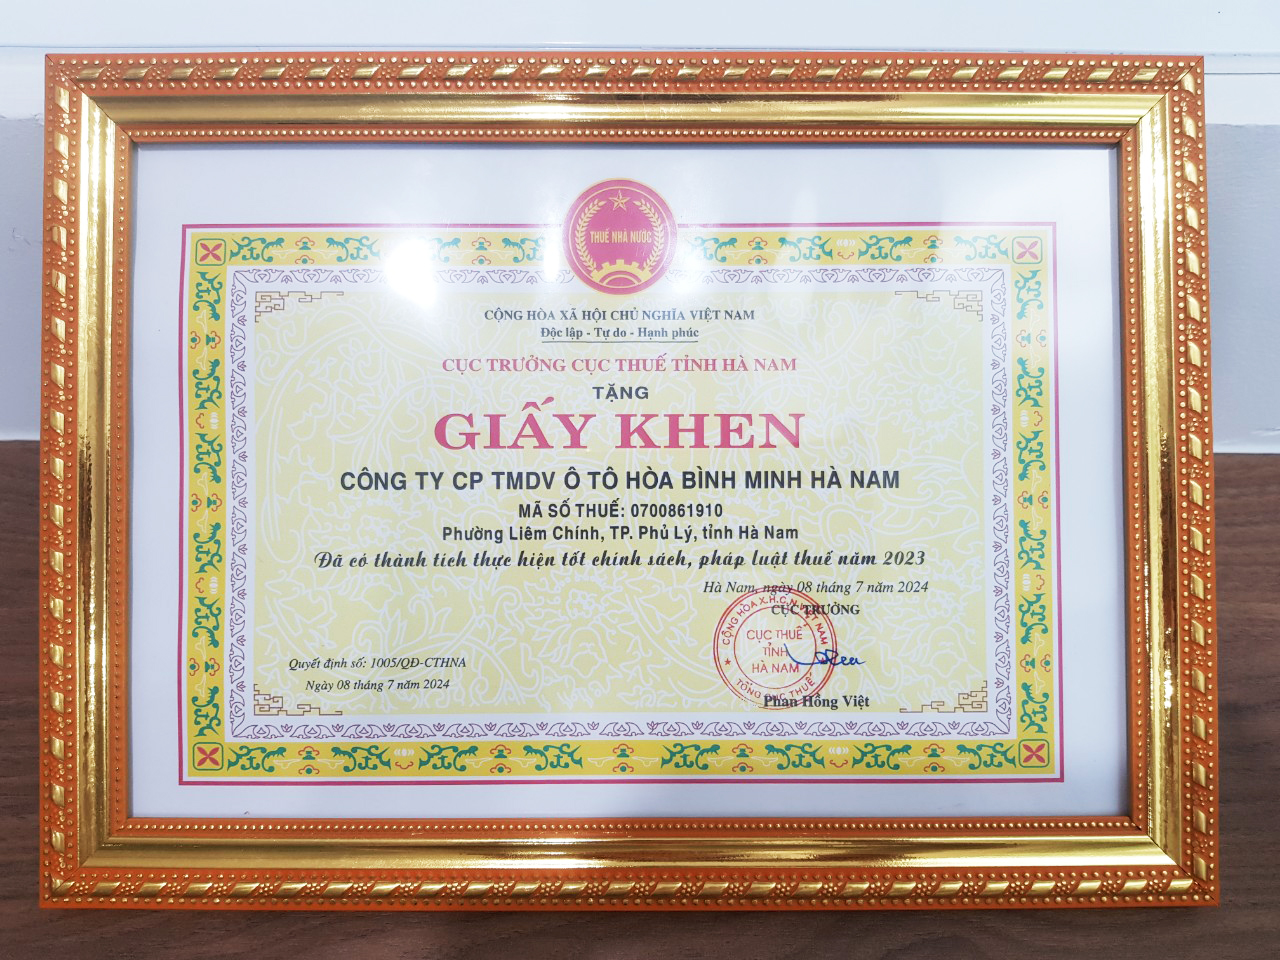 THUẾ NHÀ NƯỚC
CỘNG HÒA XÃ HỘI CHỦ NGHĨA VIỆT NAM
Độc lập - Tự do - Hạnh phúc
CỤC TRƯỞNG CỤC THUẾ TỈNH HÀ NAM
TẶNG
GIẤY KHEN
CÔNG TY CP TMDV Ô TÔ HÒA BÌNH MINH HÀ NAM
MÃ SỐ THUẾ: 0700861910
Phường Liêm Chính, TP. Phủ Lý, tỉnh Hà Nam
Đã có thành tích thực hiện tốt chính sách, pháp luật thuế năm 2023
Hà Nam, ngày 08 tháng 7 năm 2024
CỤC TRƯỞNG
CỘNG HÒA X.H.C.N VIỆT NAM
CỤC THUẾ
TỈNH
HÀ NAM
TỔNG CỤC THUẾ
Phan Hồng Việt
Quyết định số: 1005/QĐ-CTHNA
Ngày 08 tháng 7 năm 2024